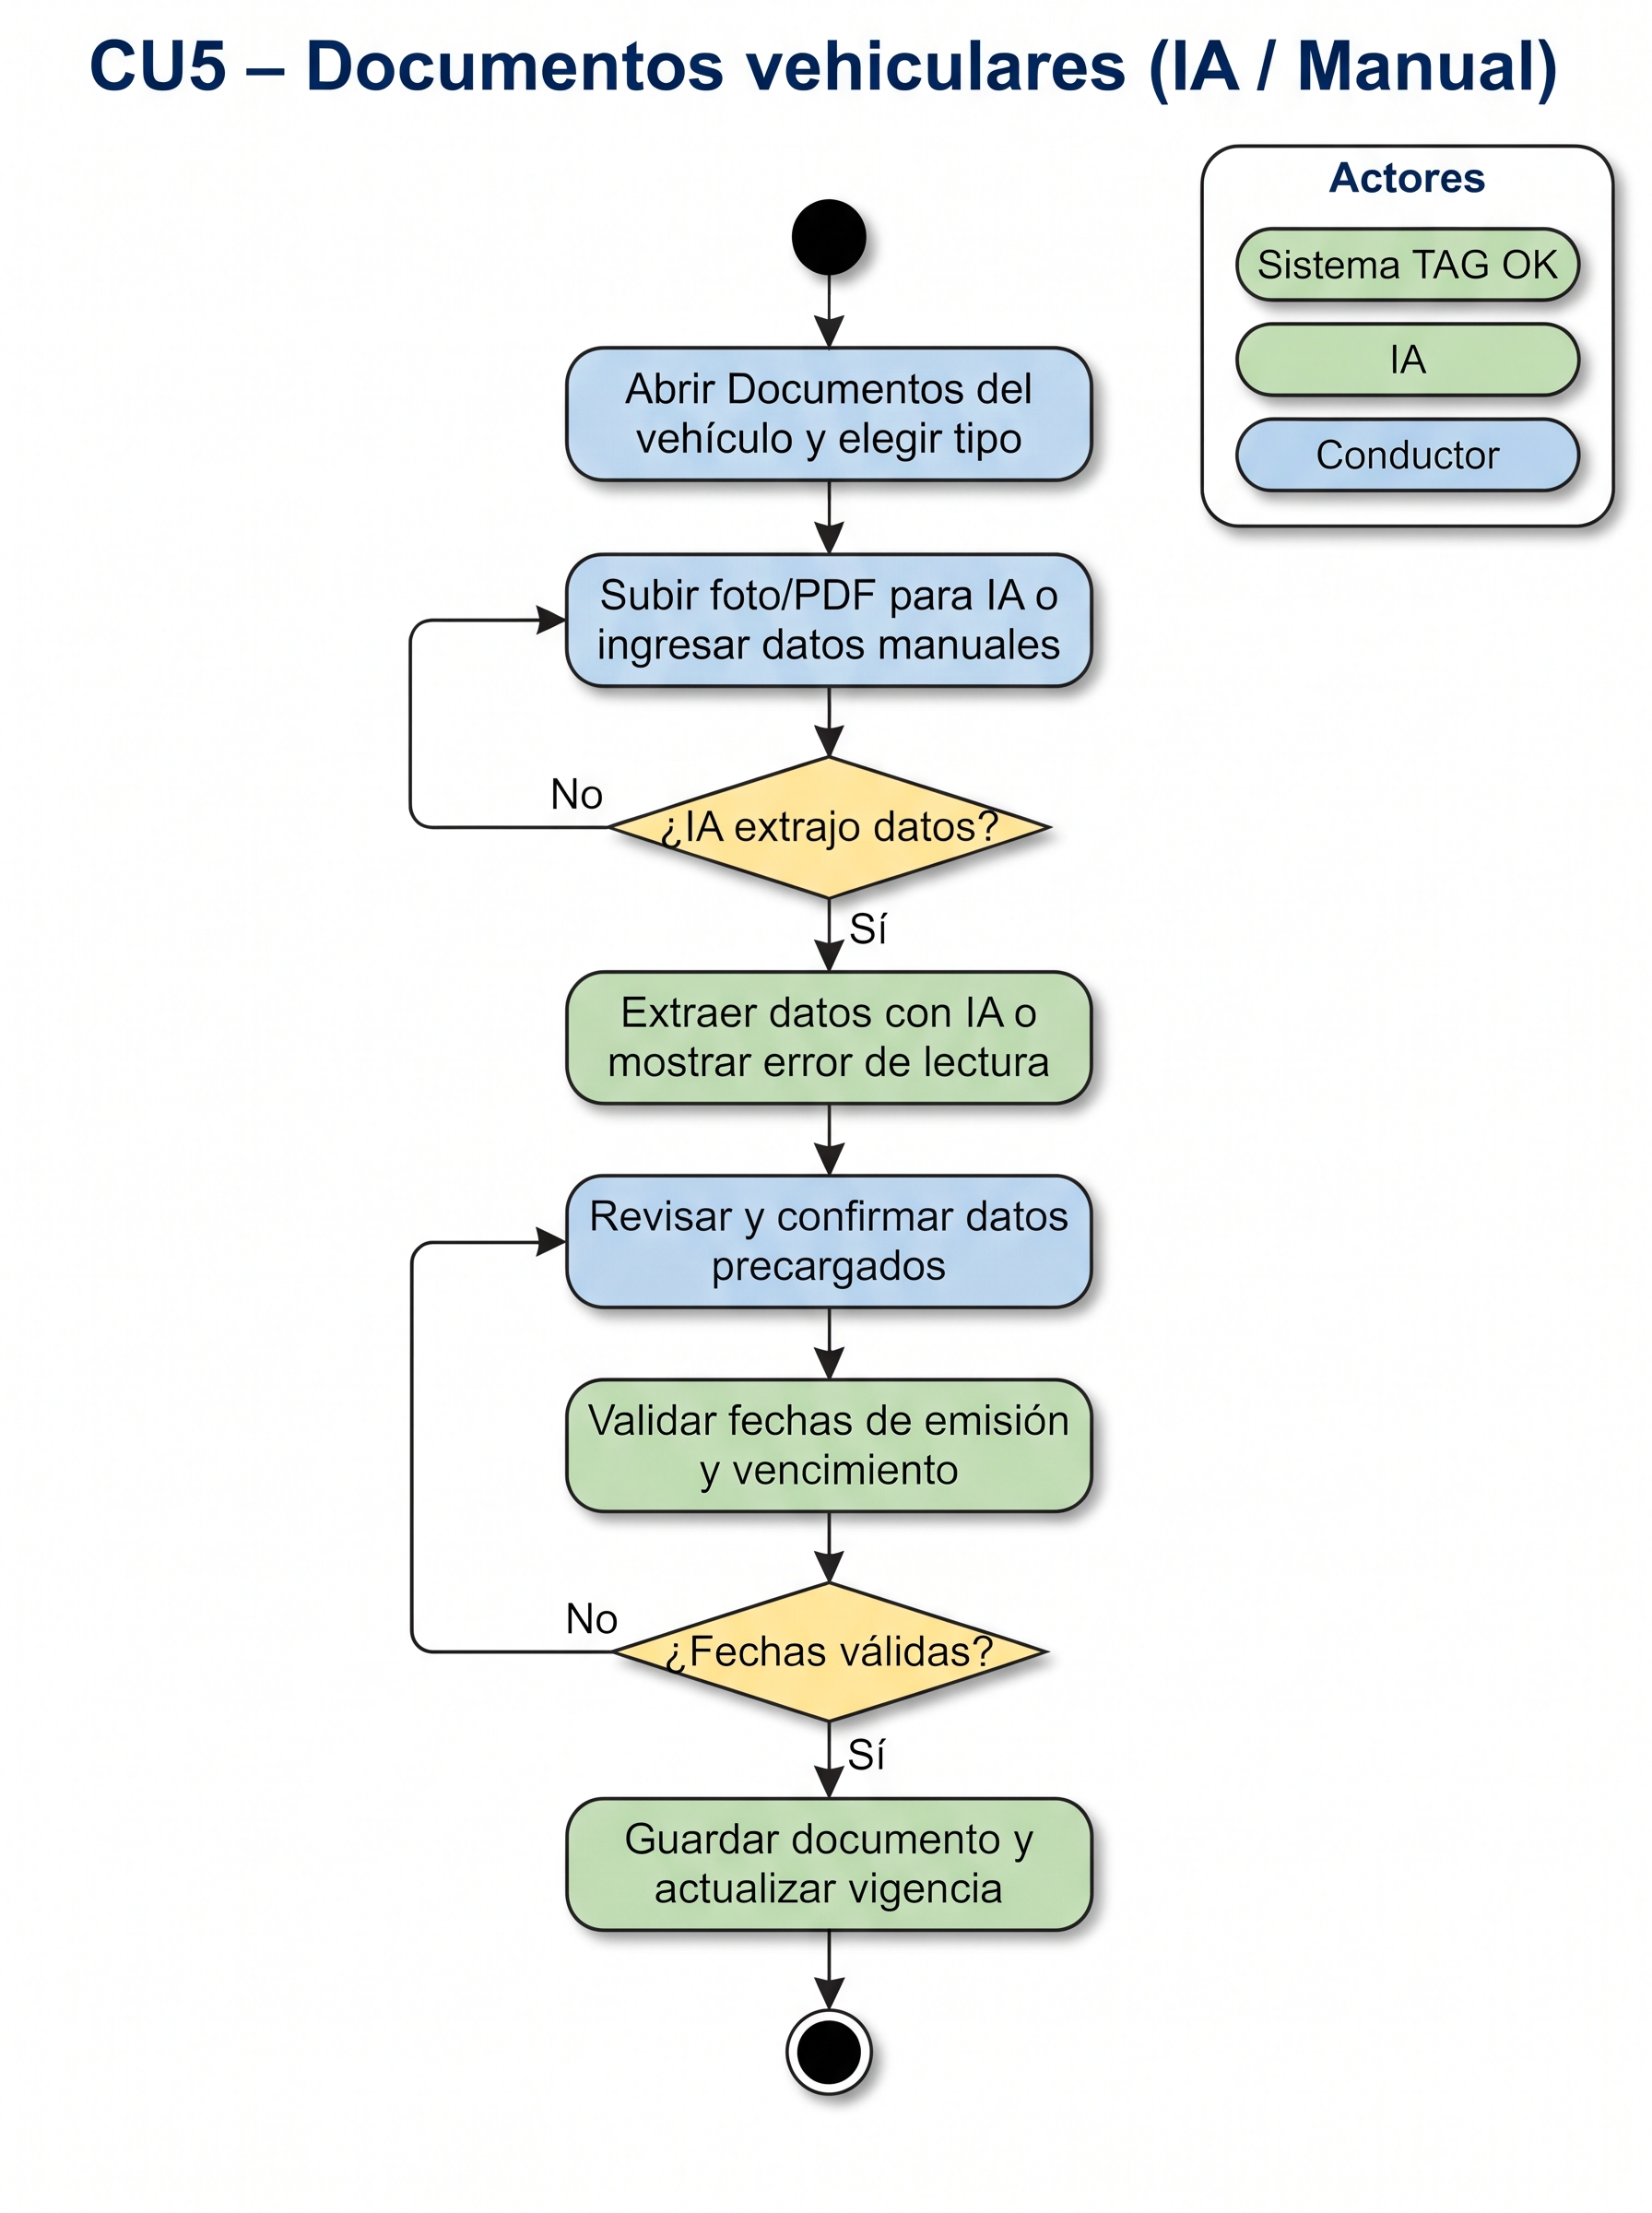 CU5 – Documentos vehiculares (IA / Manual)
Actores
Sistema TAG OK
IA
Conductor
Abrir Documentos del
vehículo y elegir tipo
Subir foto/PDF para IA o
ingresar datos manuales
No
¿IA extrajo datos?
Sí
Extraer datos con IA o
mostrar error de lectura
Revisar y confirmar datos
precargados
Validar fechas de emisión
y vencimiento
No
¿Fechas válidas?
Sí
Guardar documento y
actualizar vigencia